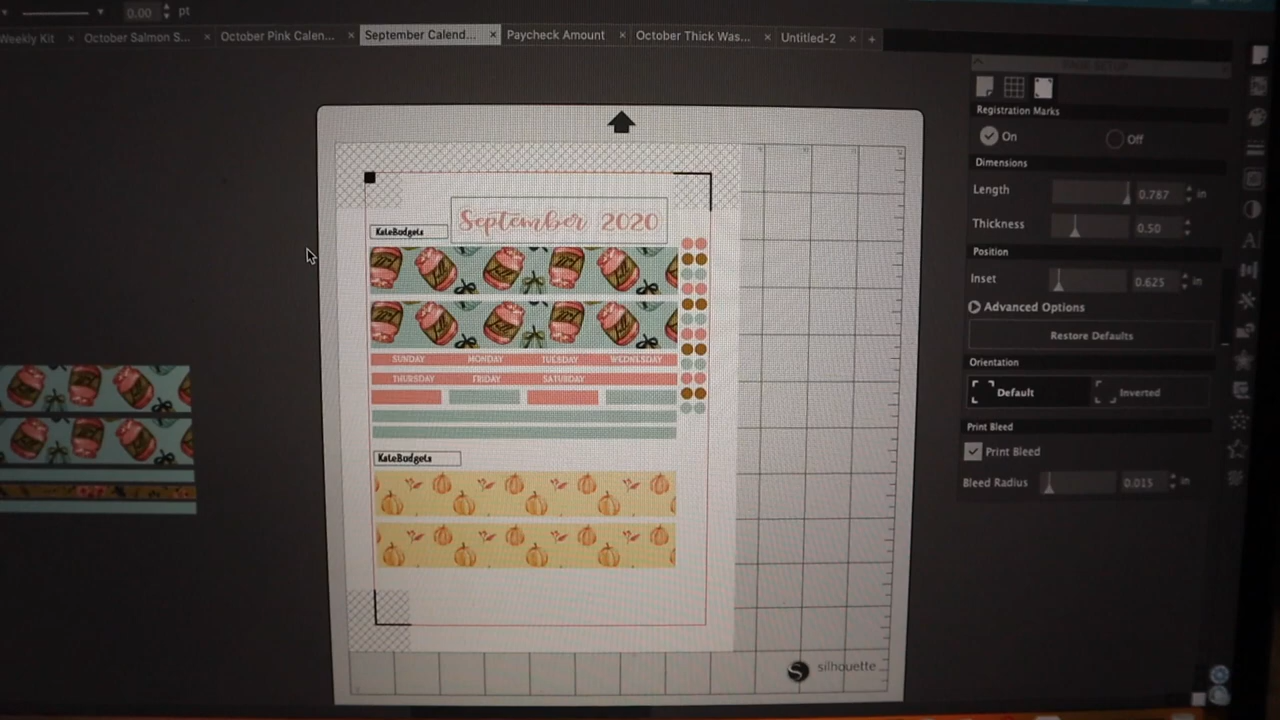 0.00 pt
Weekly Kit × October Salmon S... × October Pink Calen... × September Calend... × Paycheck Amount × October Thick Was... × Untitled-2 × +
PAGE SETUP
Registration Marks
On Off
Dimensions
Length 0.787 in
Thickness 0.50
Position
Inset 0.625 in
Advanced Options
Restore Defaults
Orientation
Default Inverted
Print Bleed
Print Bleed
Bleed Radius 0.015 in
September 2020
KateBudgets
SUNDAY MONDAY TUESDAY WEDNESDAY
THURSDAY FRIDAY SATURDAY
KateBudgets
silhouette